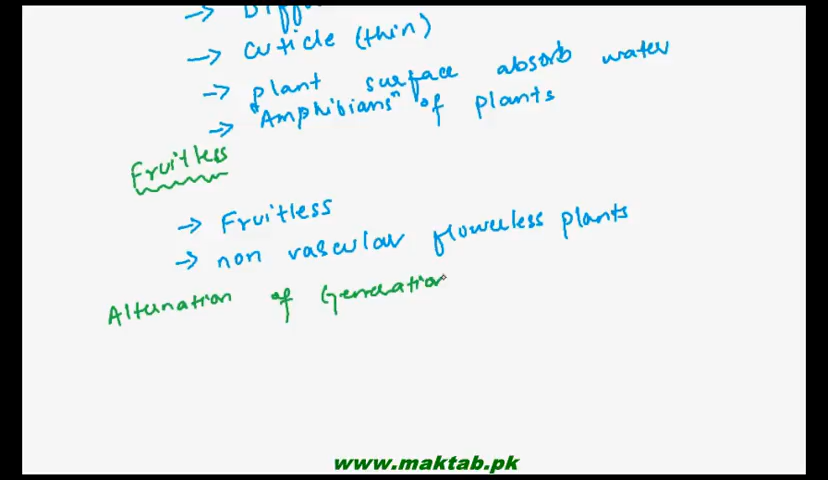 → Diff
→ Cuticle (thin)
→ Plant surface absorb water
→ "Amphibians" of plants
Fruitless
→ Fruitless
→ non vascular flowerless plants
Alternation of Generation
www.maktab.pk